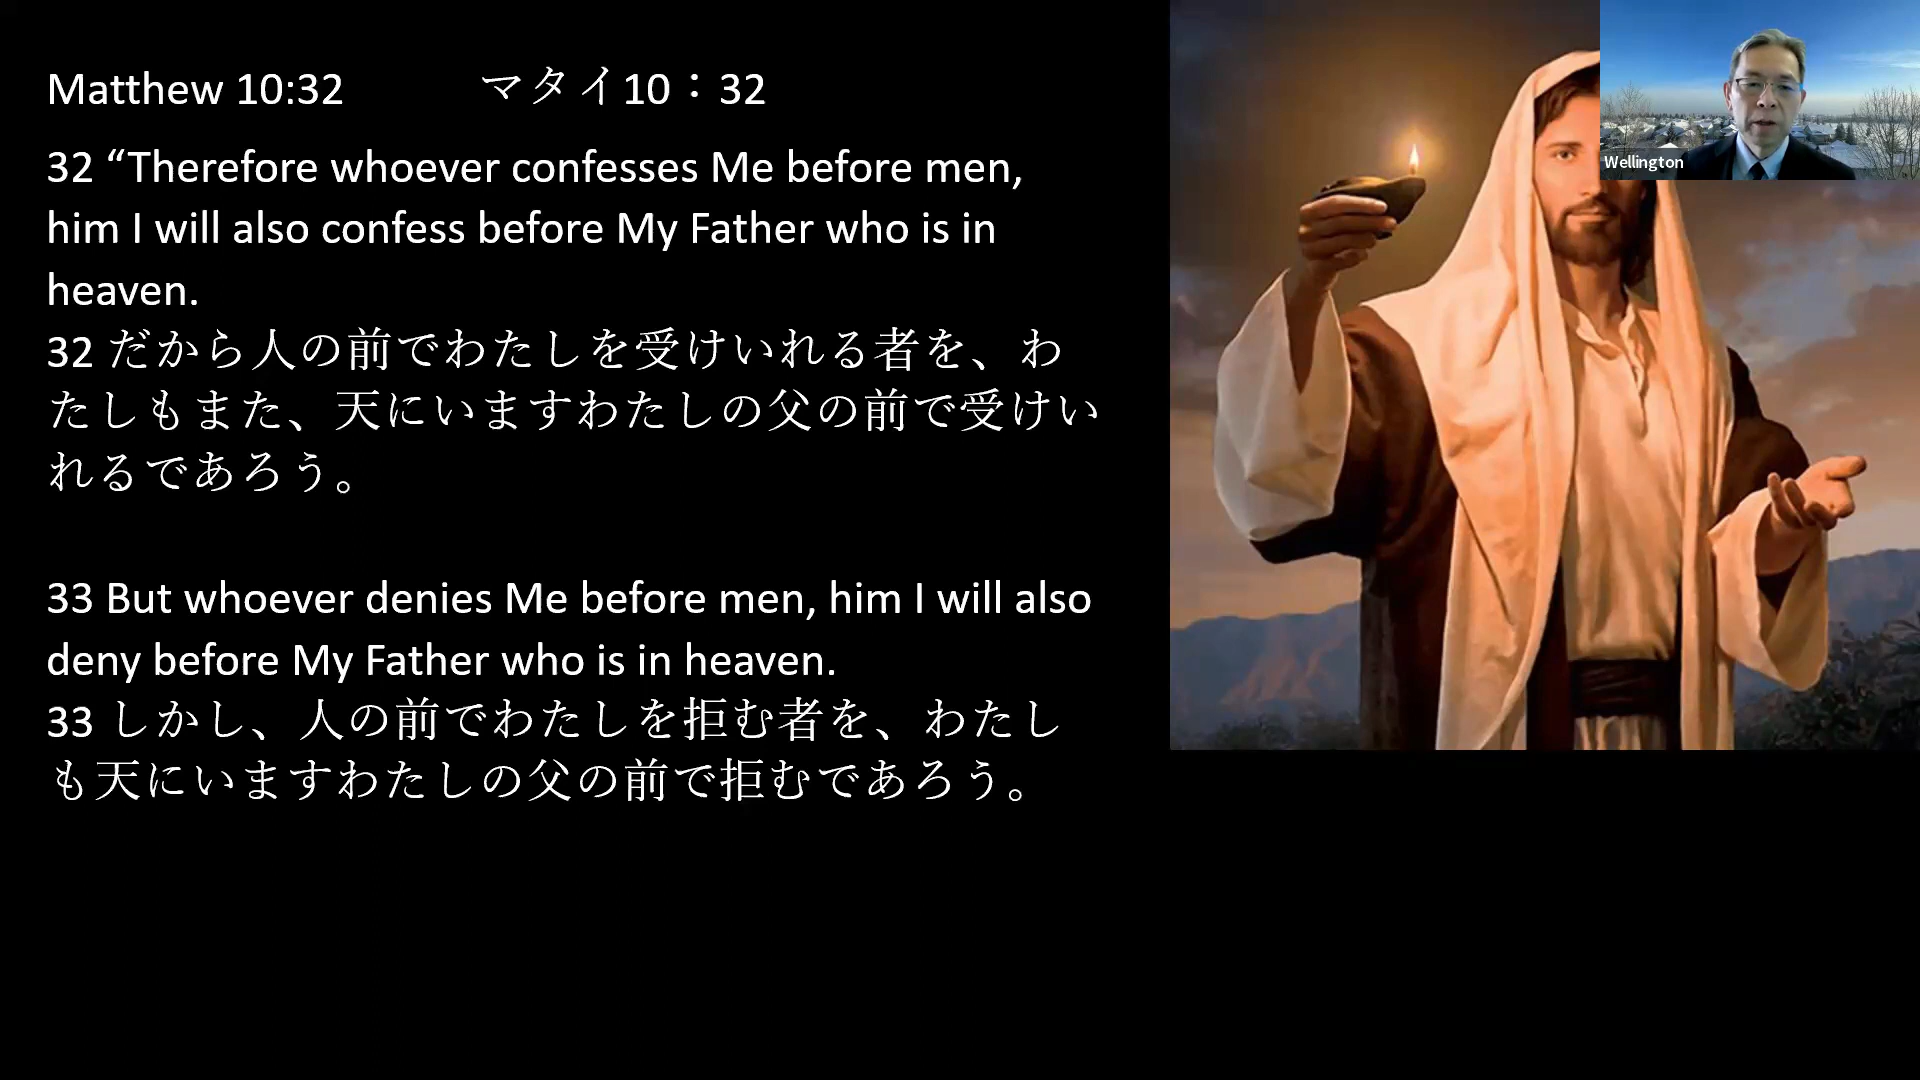 Matthew 10:32 マタイ10：32
32 “Therefore whoever confesses Me before men,
him I will also confess before My Father who is in
heaven.
32 だから人の前でわたしを受けいれる者を、わ
たしもまた、天にいますわたしの父の前で受けい
れるであろう。
33 But whoever denies Me before men, him I will also
deny before My Father who is in heaven.
33 しかし、人の前でわたしを拒む者を、わたし
も天にいますわたしの父の前で拒むであろう。
Wellington